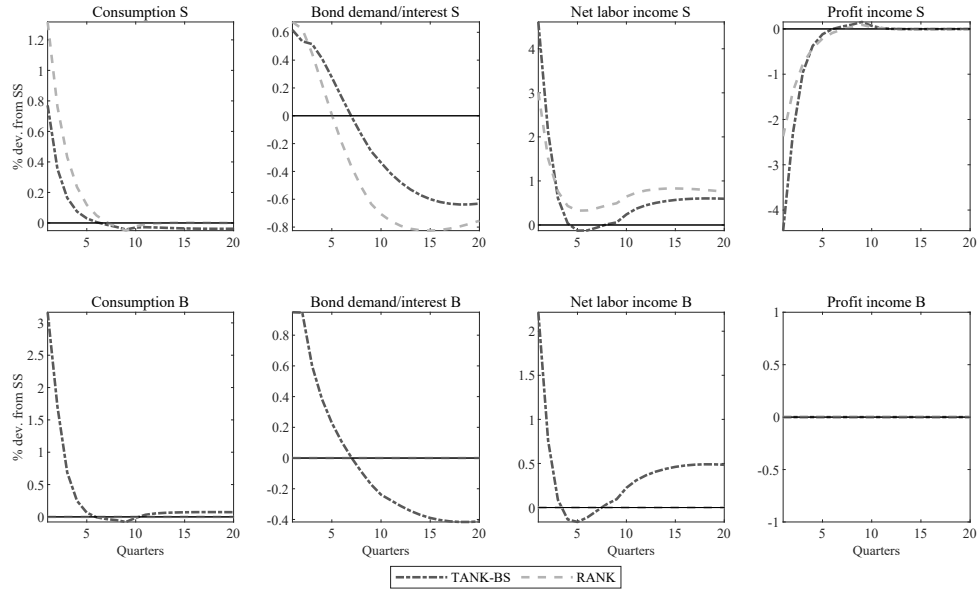 Consumption S
Bond demand/interest S
Net labor income S
Profit income S
% dev. from SS
1.2
1
0.8
0.6
0.4
0.2
0
5 10 15 20
0.6
0.4
0.2
0
-0.2
-0.4
-0.6
-0.8
5 10 15 20
4
3
2
1
0
5 10 15 20
0
-1
-2
-3
-4
5 10 15 20
Consumption B
Bond demand/interest B
Net labor income B
Profit income B
% dev. from SS
3
2.5
2
1.5
1
0.5
0
5 10 15 20
Quarters
0.8
0.6
0.4
0.2
0
-0.2
-0.4
5 10 15 20
Quarters
2
1.5
1
0.5
0
5 10 15 20
Quarters
1
0.5
0
-0.5
-1
5 10 15 20
Quarters
TANK-BS RANK